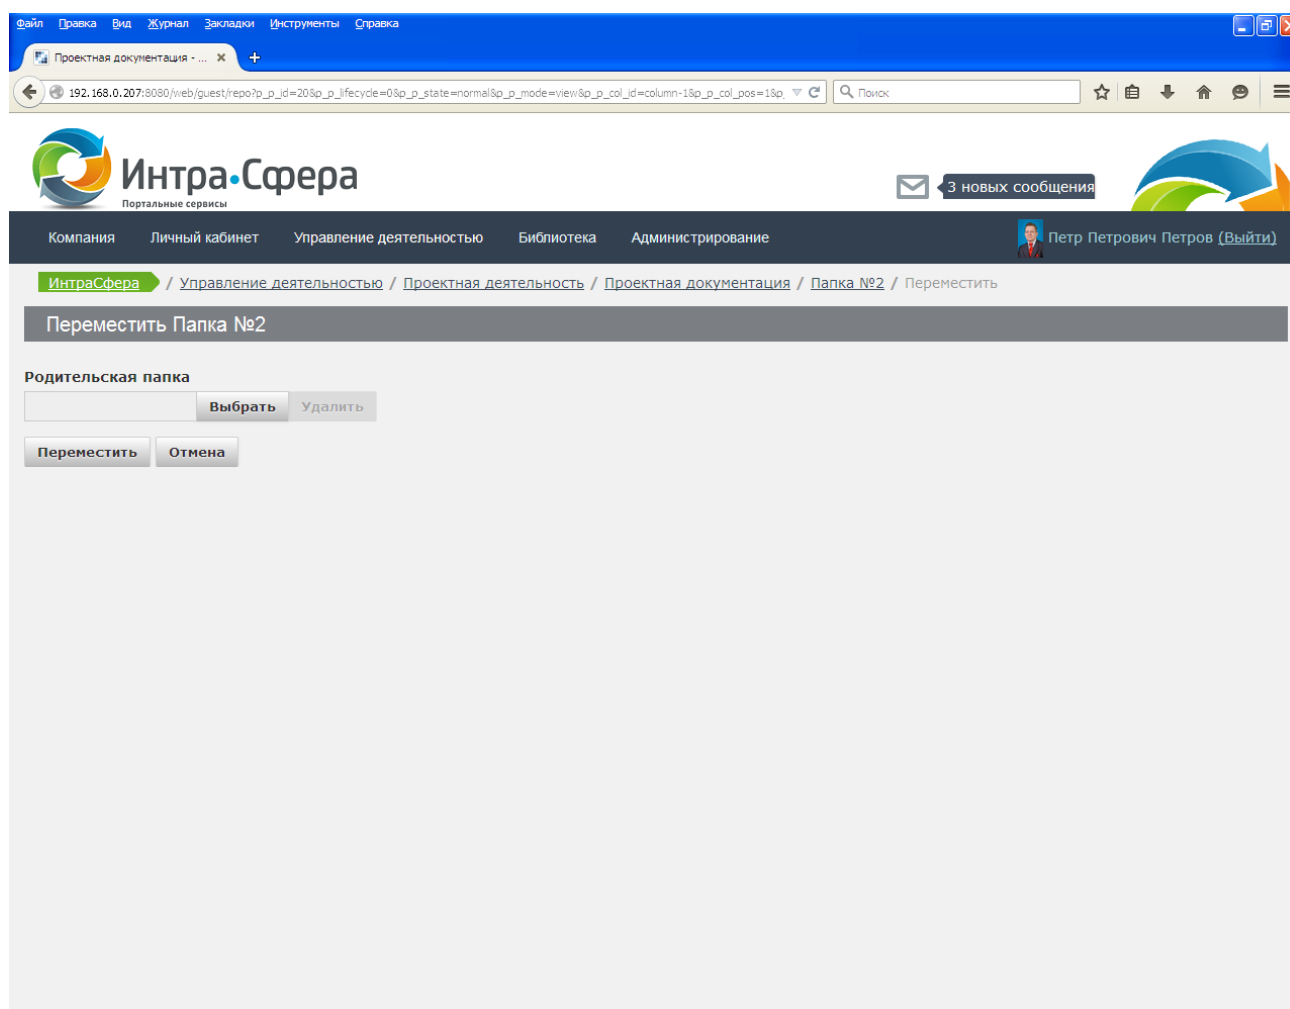 Файл Правка Вид Журнал Закладки Инструменты Справка
Проектная документация - ...
192.168.0.207:8080/web/guest/repo?p_p_id=20&p_p_lifecycle=0&p_p_state=normal&p_p_mode=view&p_p_col_id=column-1&p_p_col_pos=1&p_ Поиск
Интра•Сфера
Портальные сервисы
3 новых сообщения
Компания Личный кабинет Управление деятельностью Библиотека Администрирование Петр Петрович Петров (Выйти)
ИнтраСфера / Управление деятельностью / Проектная деятельность / Проектная документация / Папка №2 / Переместить
Переместить Папка №2
Родительская папка
Выбрать Удалить
Переместить Отмена